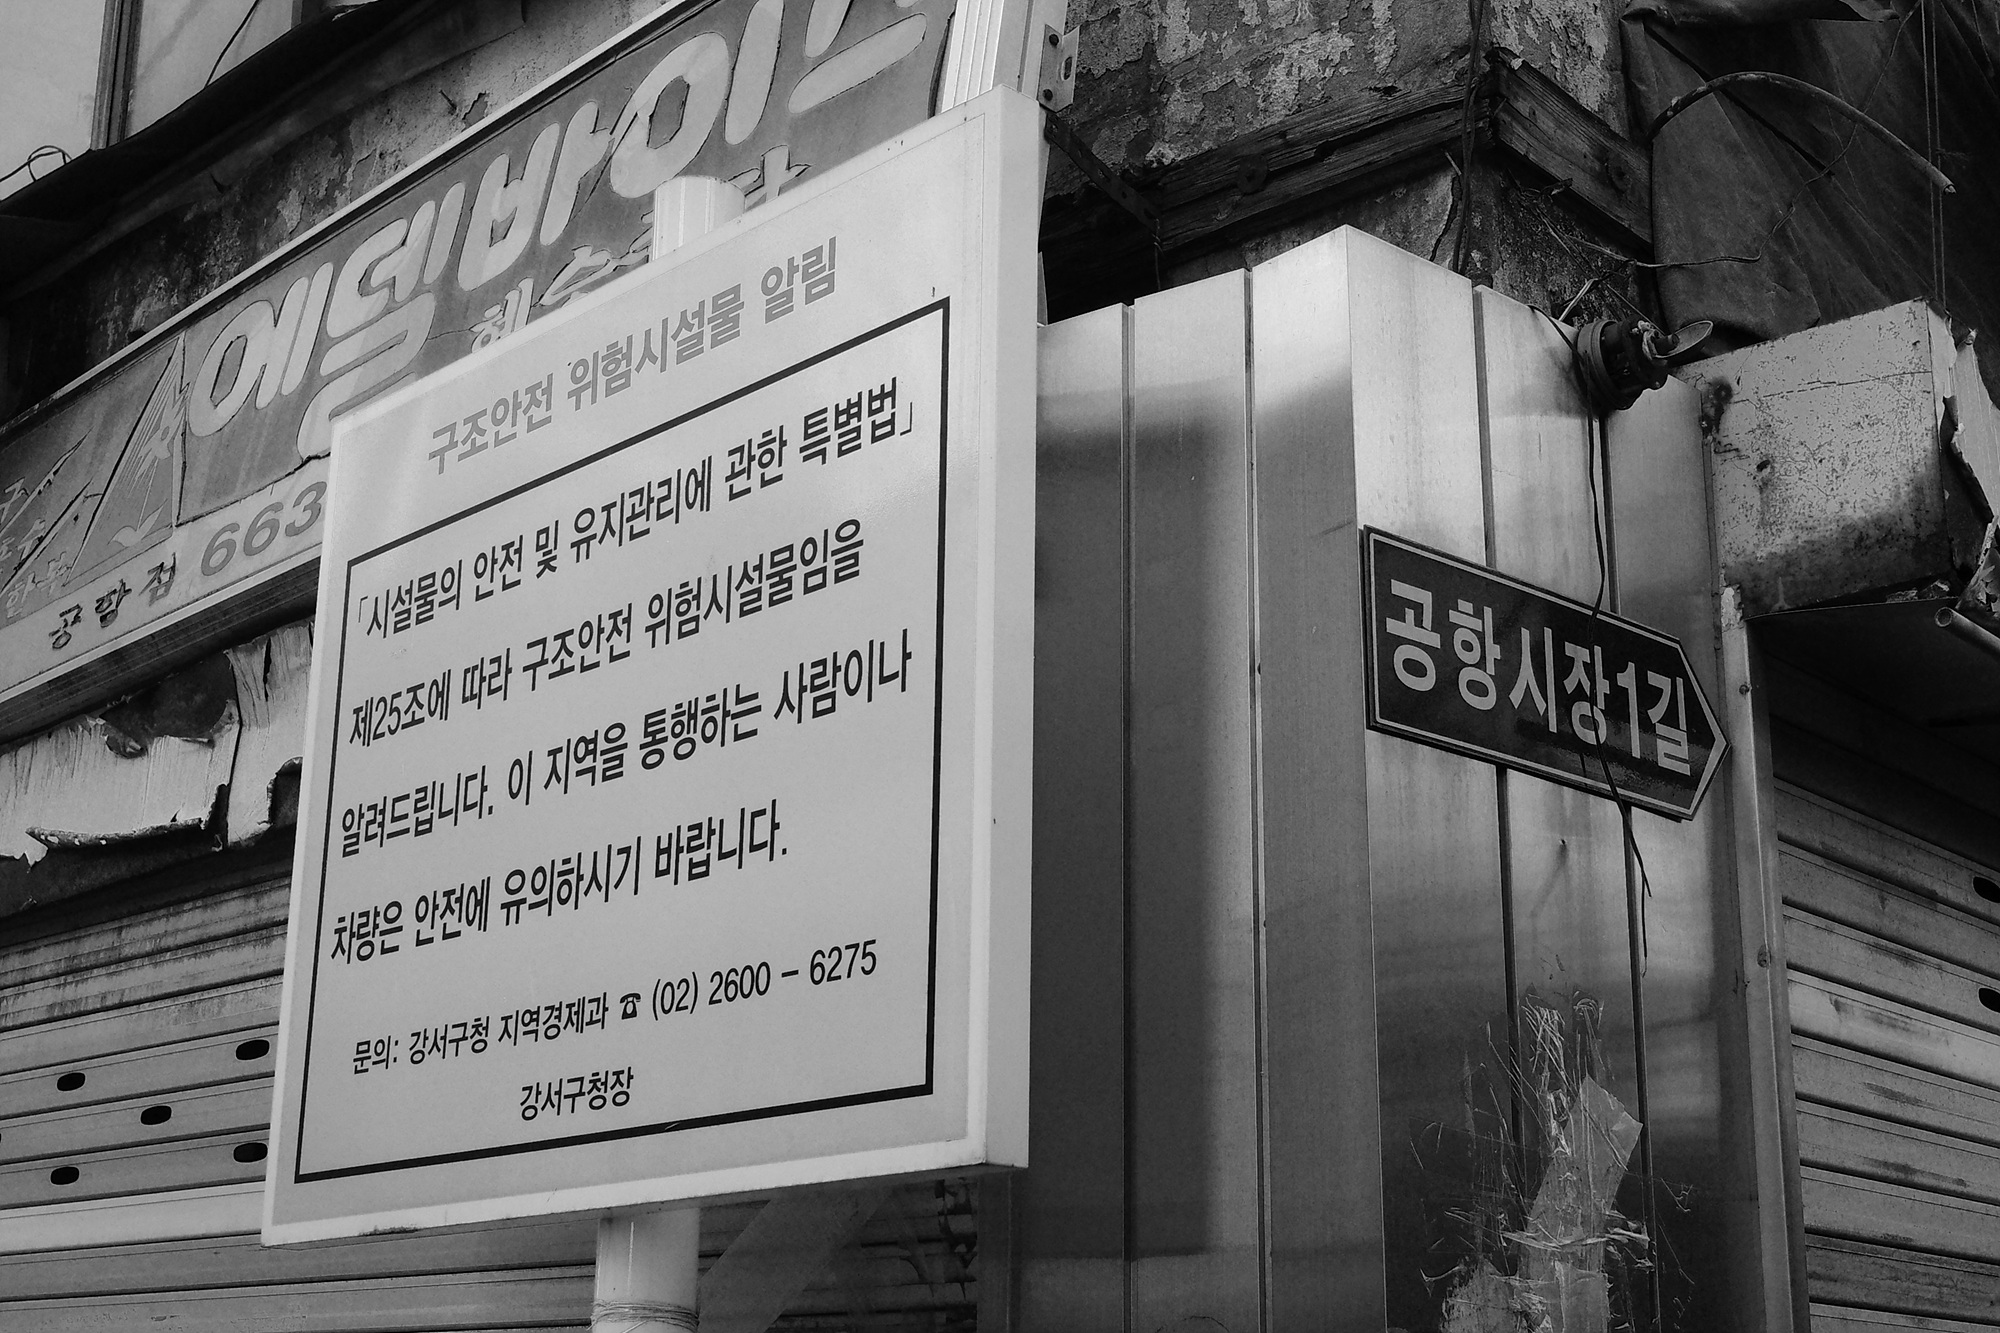 에델바이스
헬스
공항점 663
구조안전 위험시설물 알림
「시설물의 안전 및 유지관리에 관한 특별법」
제25조에 따라 구조안전 위험시설물임을
알려드립니다. 이 지역을 통행하는 사람이나
차량은 안전에 유의하시기 바랍니다.
문의: 강서구청 지역경제과 ☎ (02) 2600 – 6275
강서구청장
공항시장1길